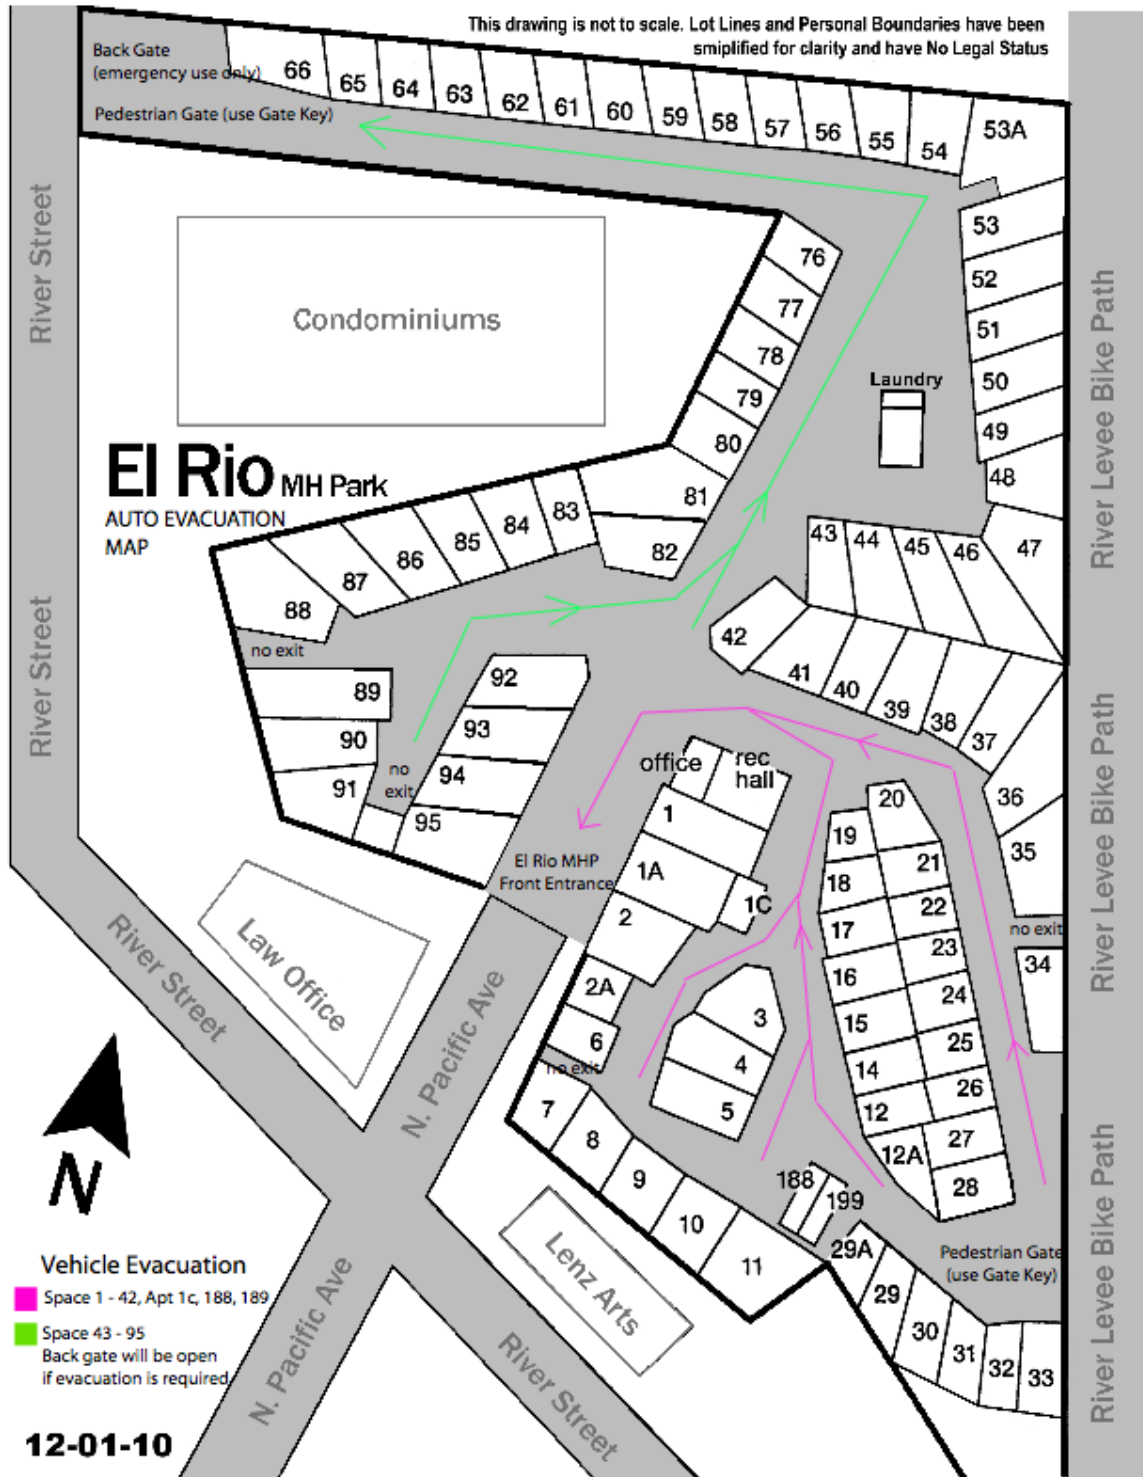 This drawing is not to scale. Lot Lines and Personal Boundaries have been
smiplified for clarity and have No Legal Status
Back Gate
(emergency use only)
Pedestrian Gate (use Gate Key)
66
65
64
63
62
61
60
59
58
57
56
55
54
53A
53
52
51
50
49
48
47
46
45
44
43
River Street
Condominiums
76
77
78
79
80
81
82
83
84
85
86
87
88
Laundry
River Levee Bike Path
El Rio MH Park
AUTO EVACUATION
MAP
no exit
89
90
91
no
exit
92
93
94
95
River Street
42
41
40
39
38
37
36
35
no exit
34
River Levee Bike Path
office
rec
hall
1
1A
1C
2
2A
6
no exit
El Rio MHP
Front Entrance
20
19
18
17
16
15
14
12
12A
21
22
23
24
25
26
27
28
3
4
5
7
8
9
10
11
188
199
29A
29
30
31
32
33
Pedestrian Gate
(use Gate Key)
River Levee Bike Path
River Street
Law Office
N. Pacific Ave
Lenz Arts
N. Pacific Ave
River Street
N
Vehicle Evacuation
Space 1 - 42, Apt 1c, 188, 189
Space 43 - 95
Back gate will be open
if evacuation is required
12-01-10